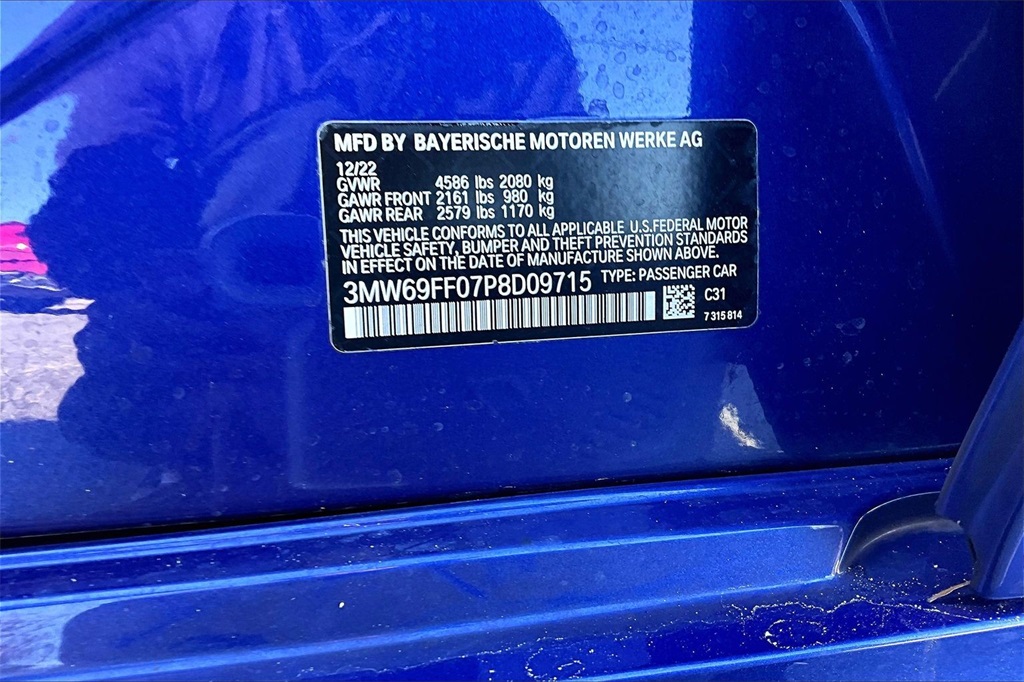 MFD BY BAYERISCHE MOTOREN WERKE AG
12/22
GVWR 4586 lbs 2080 kg
GAWR FRONT 2161 lbs 980 kg
GAWR REAR 2579 lbs 1170 kg
THIS VEHICLE CONFORMS TO ALL APPLICABLE U.S.FEDERAL MOTOR
VEHICLE SAFETY, BUMPER AND THEFT PREVENTION STANDARDS
IN EFFECT ON THE DATE OF MANUFACTURE SHOWN ABOVE.
3MW69FF07P8D09715 TYPE: PASSENGER CAR
C31
7 315 814